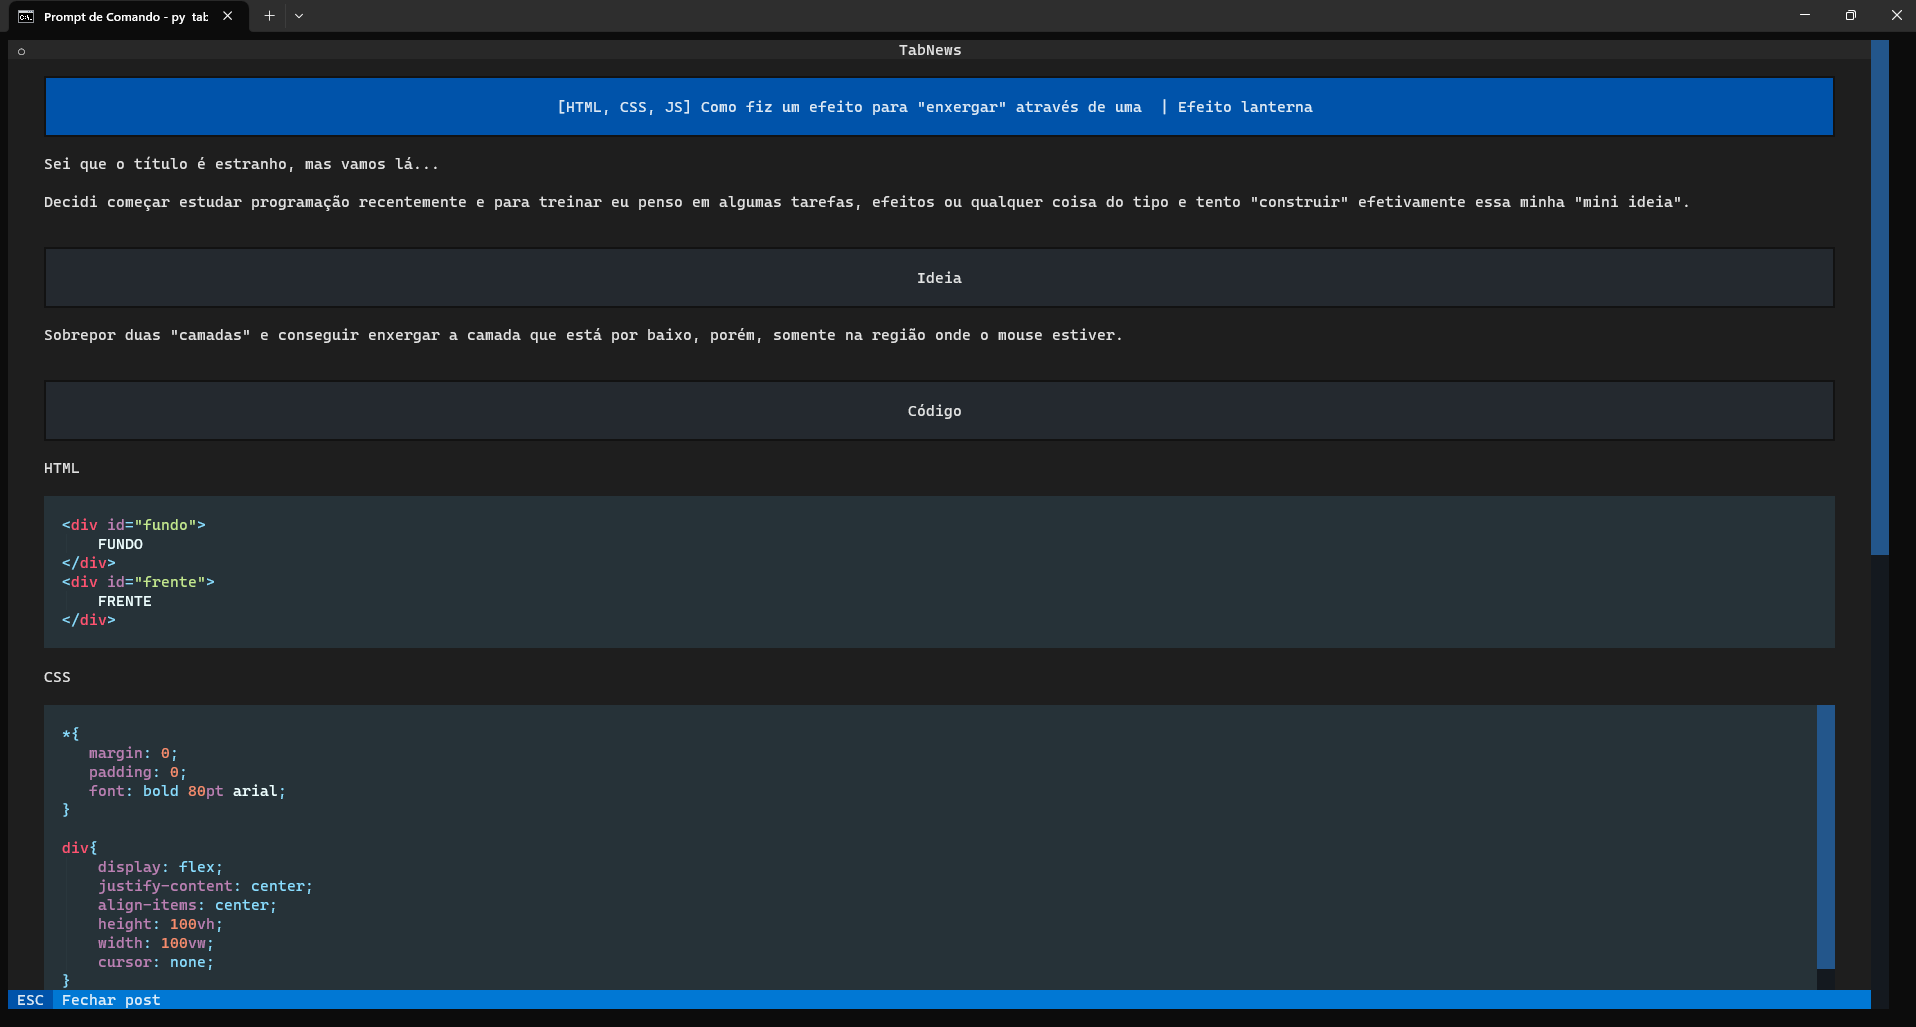 Prompt de Comando - py tab
TabNews
[HTML, CSS, JS] Como fiz um efeito para "enxergar" através de uma | Efeito lanterna
Sei que o título é estranho, mas vamos lá...
Decidi começar estudar programação recentemente e para treinar eu penso em algumas tarefas, efeitos ou qualquer coisa do tipo e tento "construir" efetivamente essa minha "mini ideia".
Ideia
Sobrepor duas "camadas" e conseguir enxergar a camada que está por baixo, porém, somente na região onde o mouse estiver.
Código
HTML
<div id="fundo">
    FUNDO
</div>
<div id="frente">
    FRENTE
</div>
CSS
*{
   margin: 0;
   padding: 0;
   font: bold 80pt arial;
}
div{
    display: flex;
    justify-content: center;
    align-items: center;
    height: 100vh;
    width: 100vw;
    cursor: none;
}
ESC Fechar post